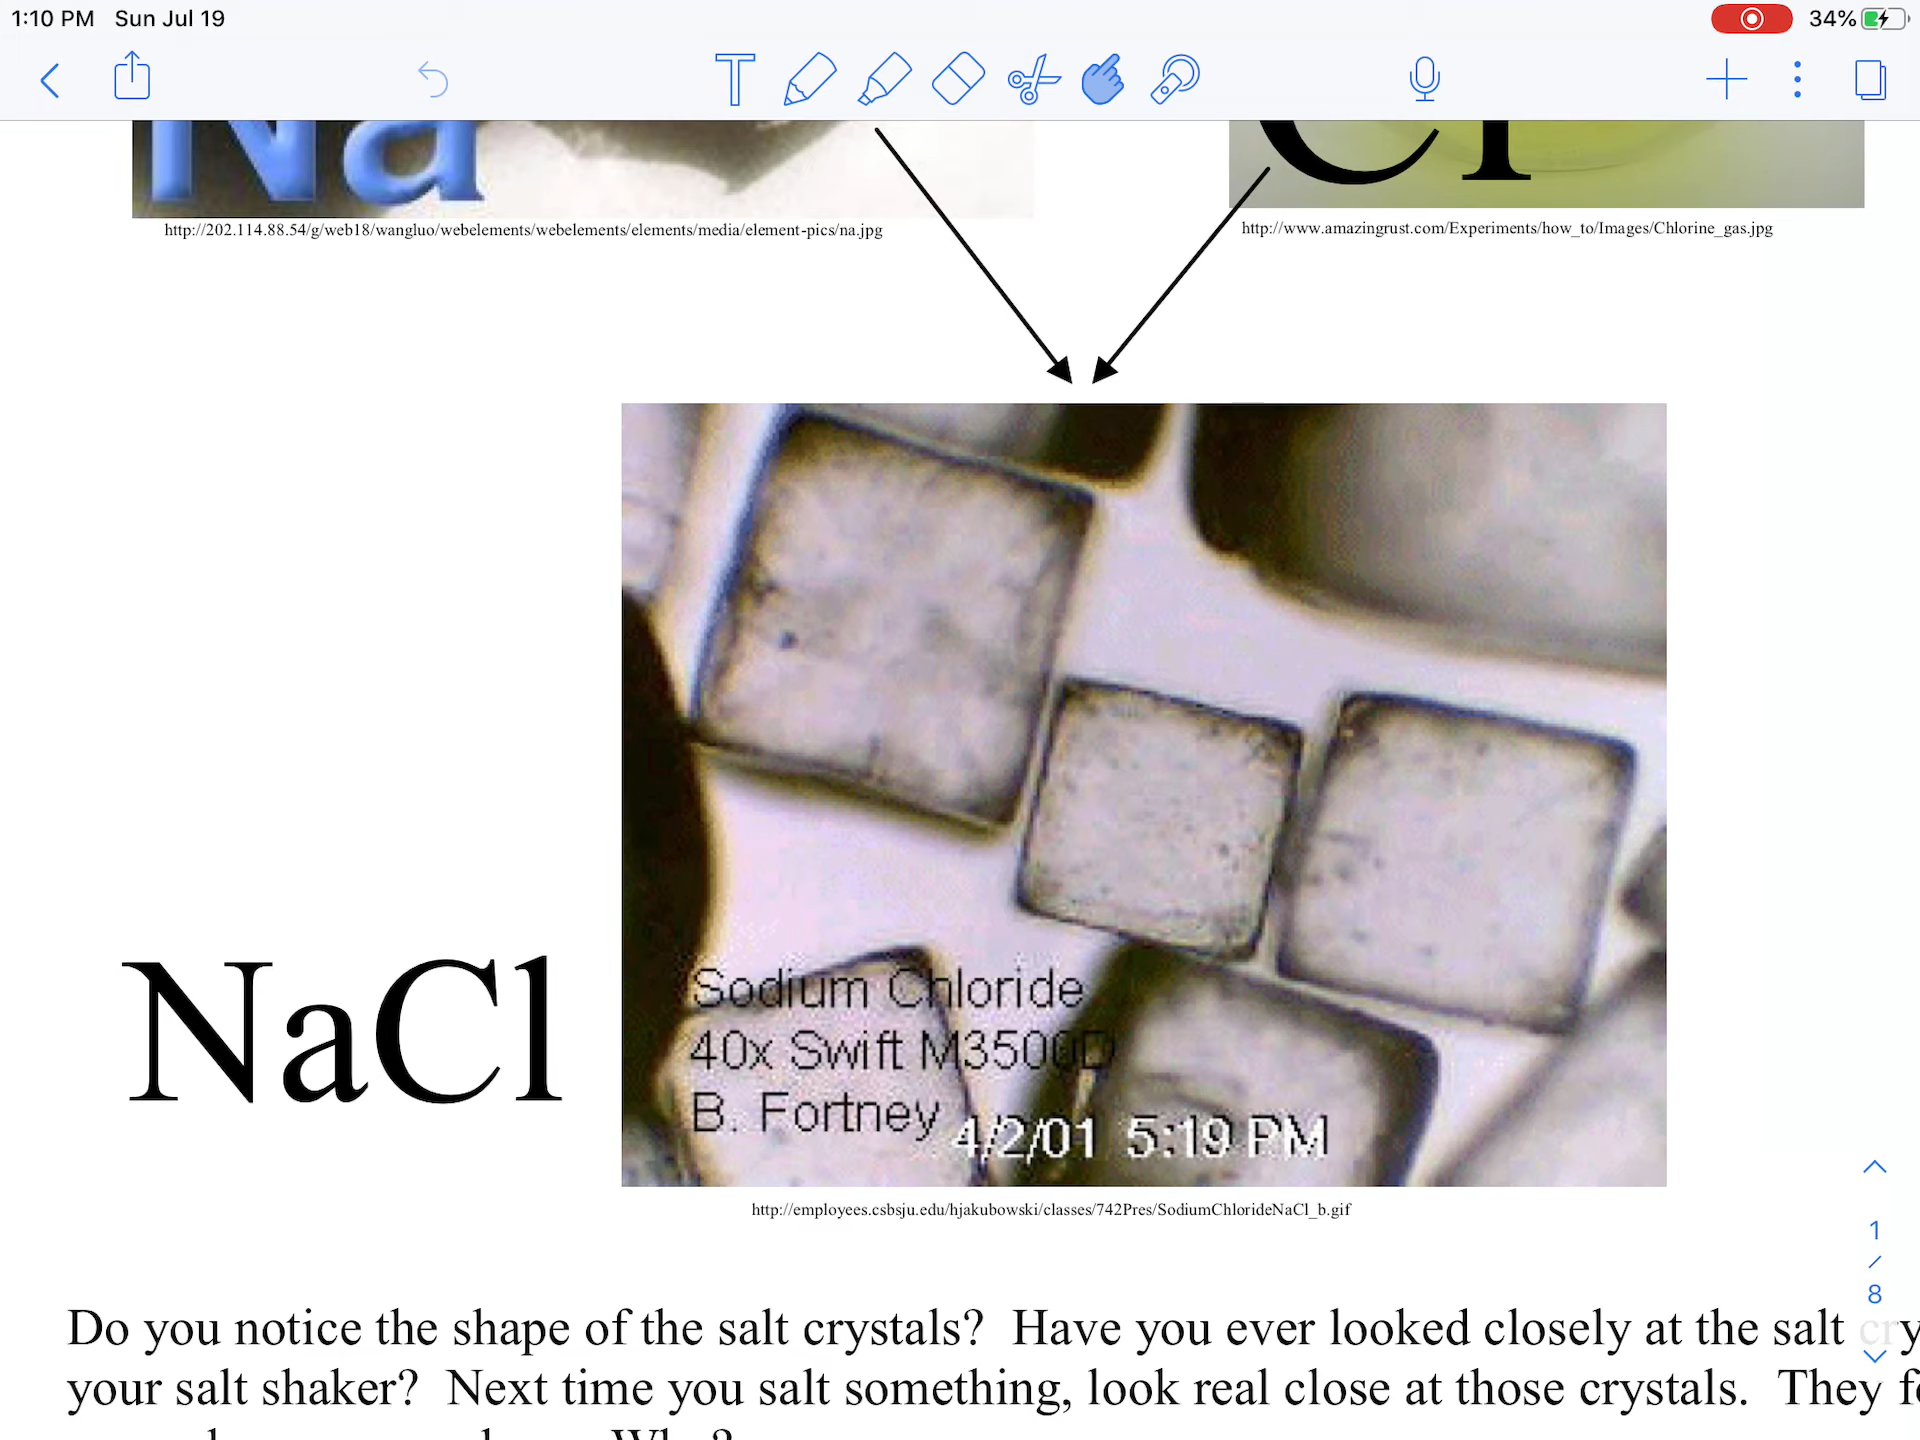 1:10 PM Sun Jul 19
34%
Na
Cl
http://202.114.88.54/g/web18/wangluo/webelements/webelements/elements/media/element-pics/na.jpg
http://www.amazingrust.com/Experiments/how_to/Images/Chlorine_gas.jpg
NaCl
Sodium Chloride
40x Swift M3500D
B. Fortney
4/2/01 5:19 PM
http://employees.csbsju.edu/hjakubowski/classes/742Pres/SodiumChlorideNaCl_b.gif
1
/
8
Do you notice the shape of the salt crystals? Have you ever looked closely at the salt cry
your salt shaker? Next time you salt something, look real close at those crystals. They